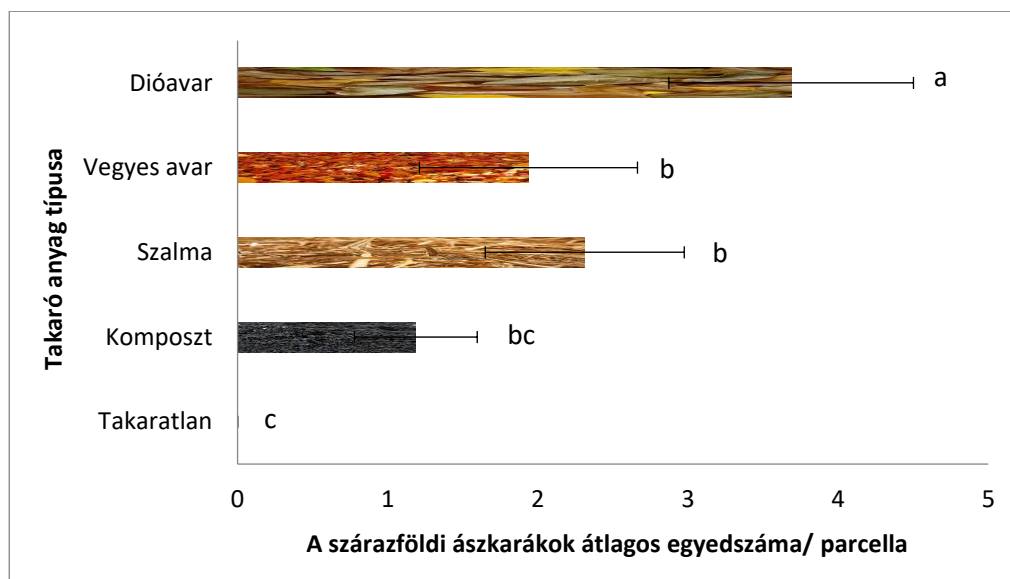 Takaró anyag típusa
Dióavar
a
Vegyes avar
b
Szalma
b
Komposzt
bc
Takaratlan
c
0 1 2 3 4 5
A szárazföldi ászkarákok átlagos egyedszáma/ parcella